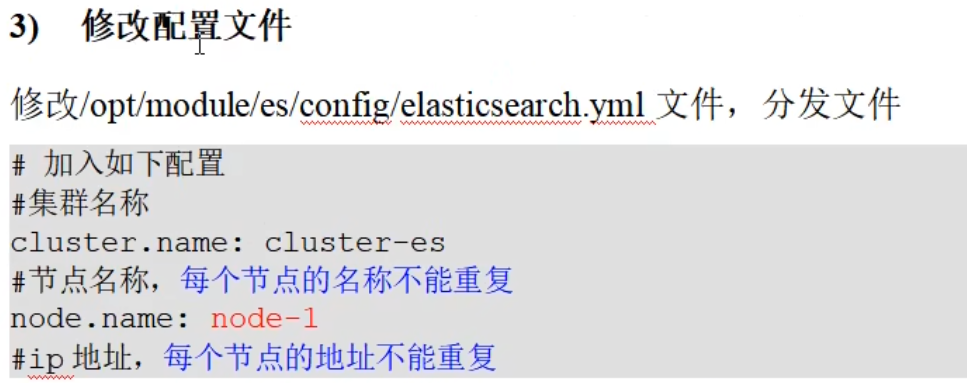 3) 修改配置文件
修改/opt/module/es/config/elasticsearch.yml 文件，分发文件
# 加入如下配置
#集群名称
cluster.name: cluster-es
#节点名称，每个节点的名称不能重复
node.name: node-1
#ip 地址，每个节点的地址不能重复